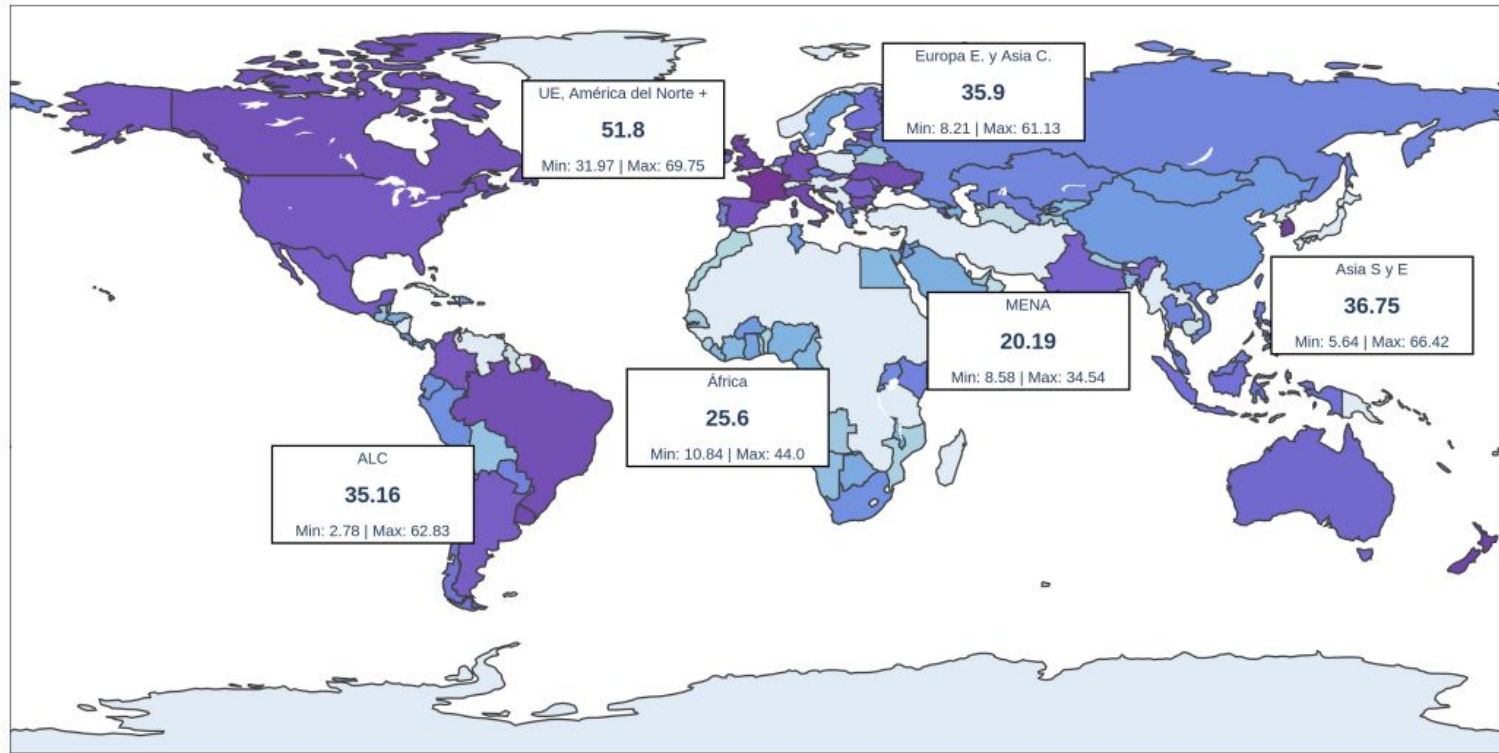 Europa E. y Asia C.
35.9
Min: 8.21 | Max: 61.13
UE, América del Norte +
51.8
Min: 31.97 | Max: 69.75
Asia S y E
36.75
Min: 5.64 | Max: 66.42
MENA
20.19
Min: 8.58 | Max: 34.54
África
25.6
Min: 10.84 | Max: 44.0
ALC
35.16
Min: 2.78 | Max: 62.83